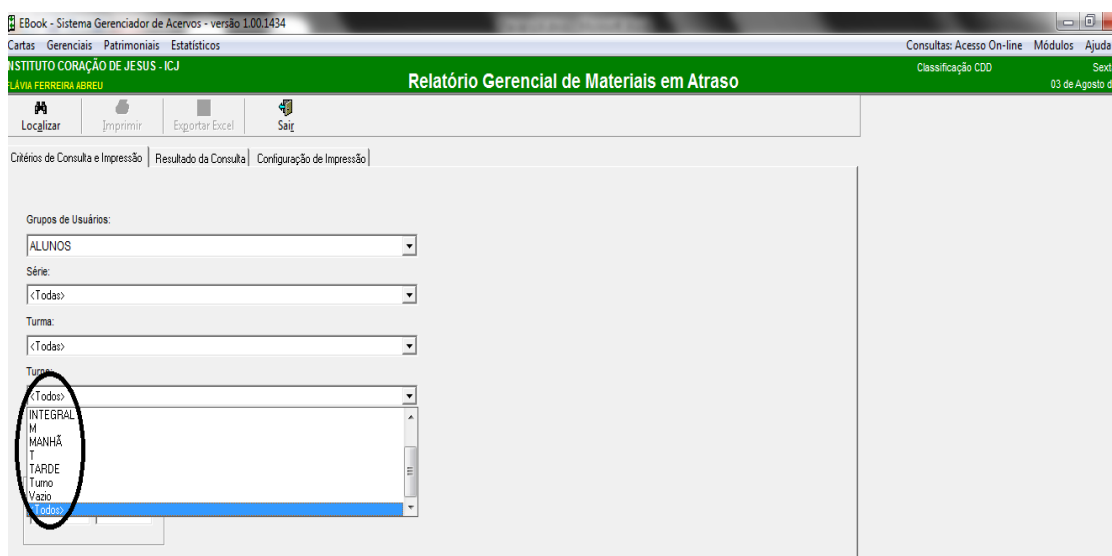 EBook - Sistema Gerenciador de Acervos - versão 1.00.1434
Cartas Gerenciais Patrimoniais Estatísticos Consultas: Acesso On-line Módulos Ajuda
NSTITUTO CORAÇÃO DE JESUS - ICJ Classificação CDD Sext
FLÁVIA FERREIRA ABREU Relatório Gerencial de Materiais em Atraso 03 de Agosto d
Localizar Imprimir Exportar Excel Sair
Critérios de Consulta e Impressão Resultado da Consulta Configuração de Impressão
Grupos de Usuários:
ALUNOS
Série:
<Todas>
Turma:
<Todas>
Turno:
<Todos>
INTEGRAL
M
MANHÃ
T
TARDE
Turno
Vazio
<Todos>